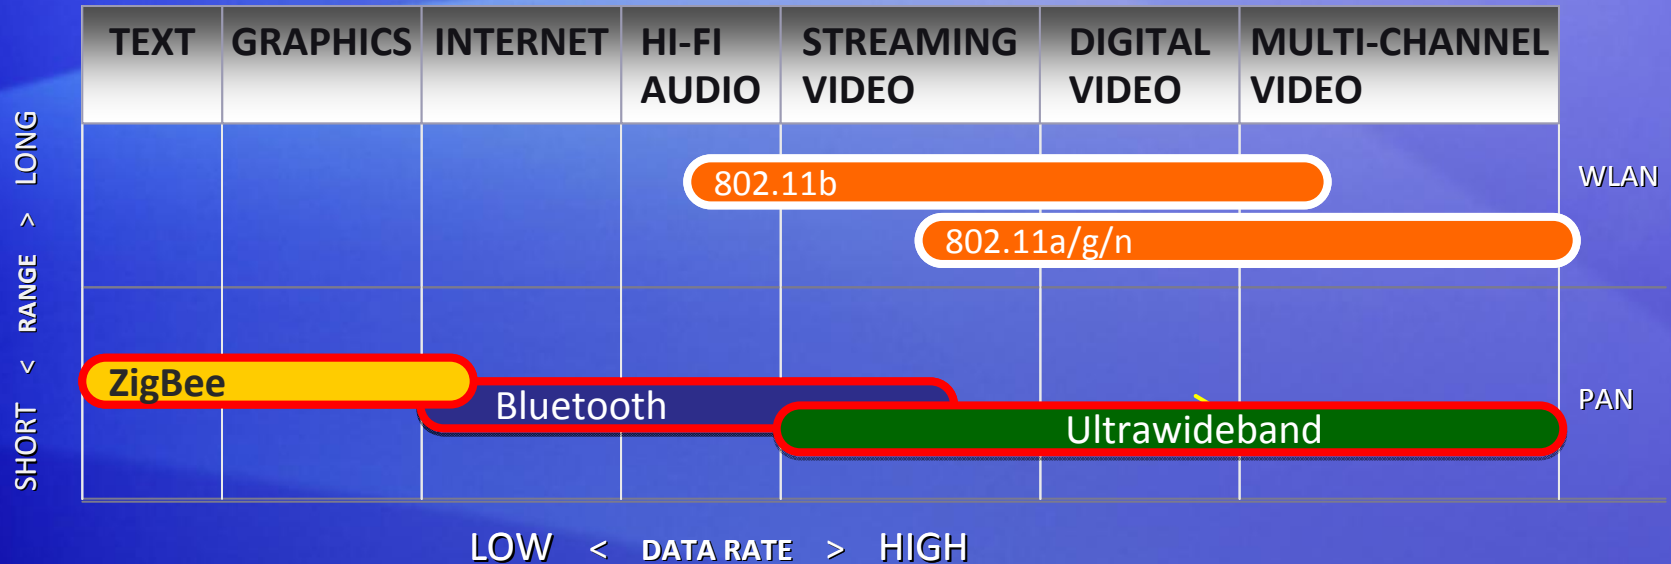 TEXT
GRAPHICS
INTERNET
HI-FI
AUDIO
STREAMING
VIDEO
DIGITAL
VIDEO
MULTI-CHANNEL
VIDEO
SHORT < RANGE > LONG
802.11b
WLAN
802.11a/g/n
ZigBee
Bluetooth
PAN
Ultrawideband
LOW < DATA RATE > HIGH